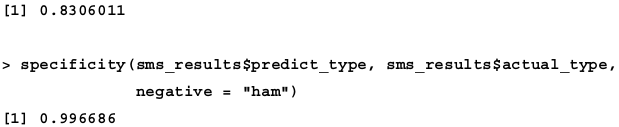 [1] 0.8306011
> specificity(sms_results$predict_type, sms_results$actual_type,
negative = "ham")
[1] 0.996686